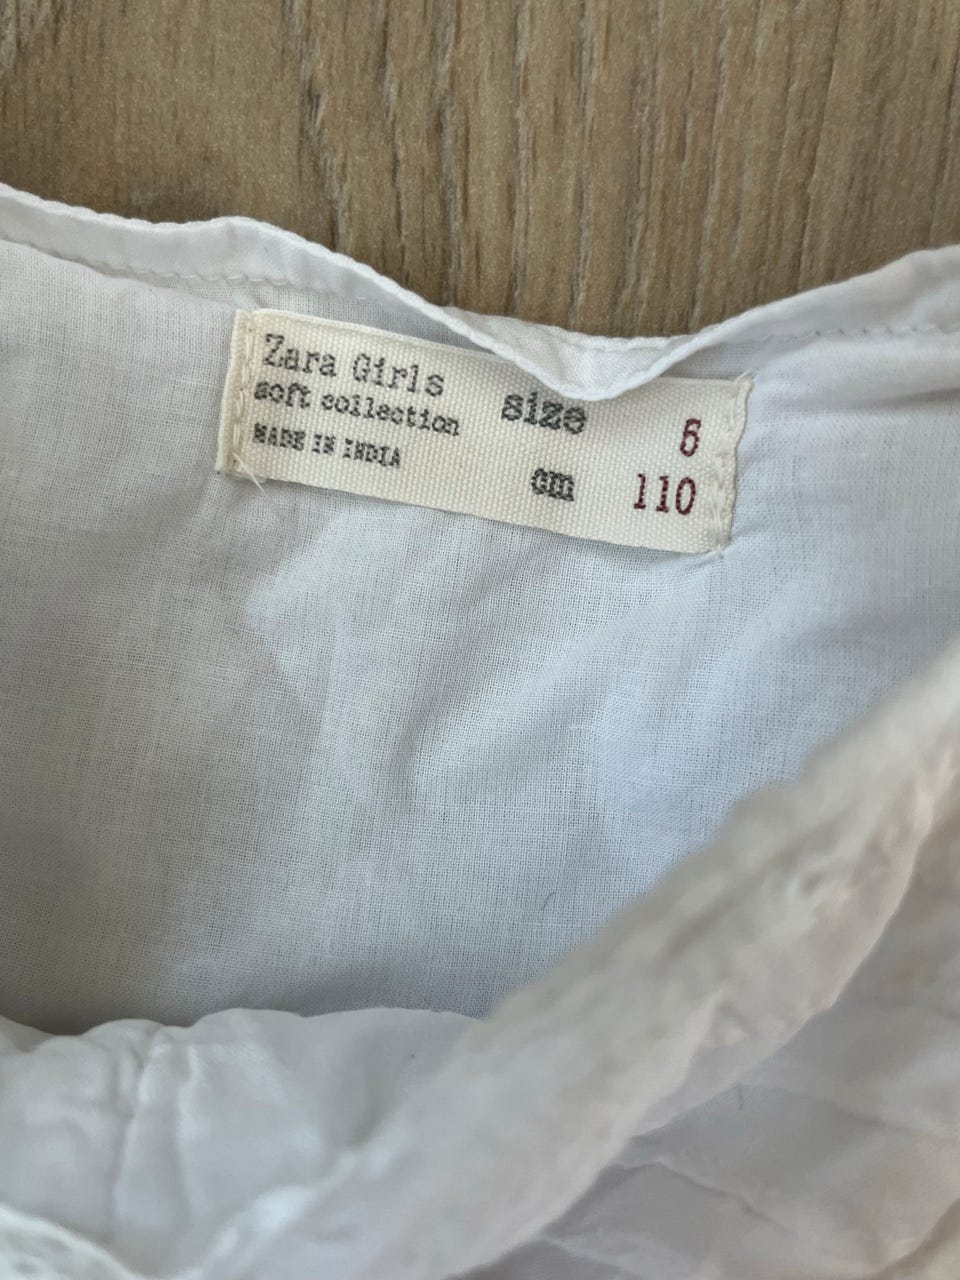 Zara Girls
soft collection
MADE IN INDIA
size 6
cm 110